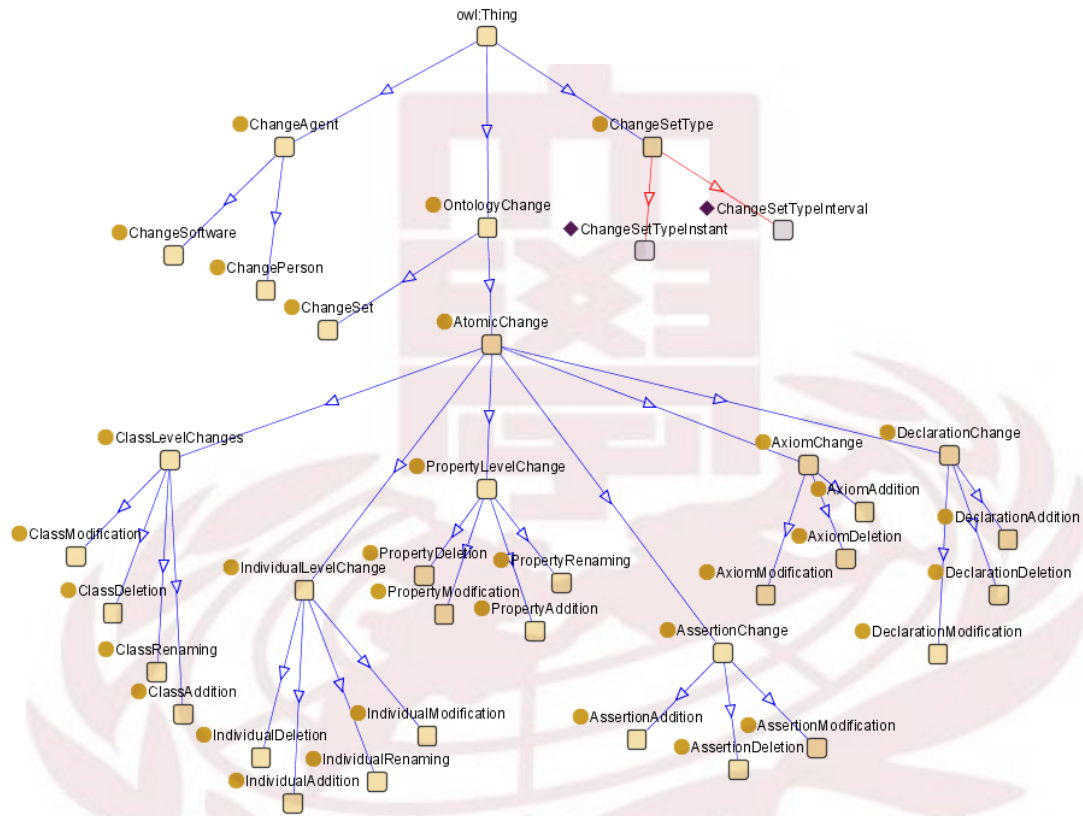 owl:Thing
ChangeAgent
ChangeSetType
OntologyChange
ChangeSetTypeInterval
ChangeSetTypeInstant
ChangeSoftware
ChangePerson
ChangeSet
AtomicChange
ClassLevelChanges
PropertyLevelChange
AxiomChange
DeclarationChange
AxiomAddition
DeclarationAddition
ClassModification
PropertyDeletion
PropertyRenaming
AxiomDeletion
IndividualLevelChange
AxiomModification
DeclarationDeletion
ClassDeletion
PropertyModification
PropertyAddition
AssertionChange
DeclarationModification
ClassRenaming
ClassAddition
IndividualModification
AssertionAddition
AssertionModification
IndividualDeletion
AssertionDeletion
IndividualRenaming
IndividualAddition